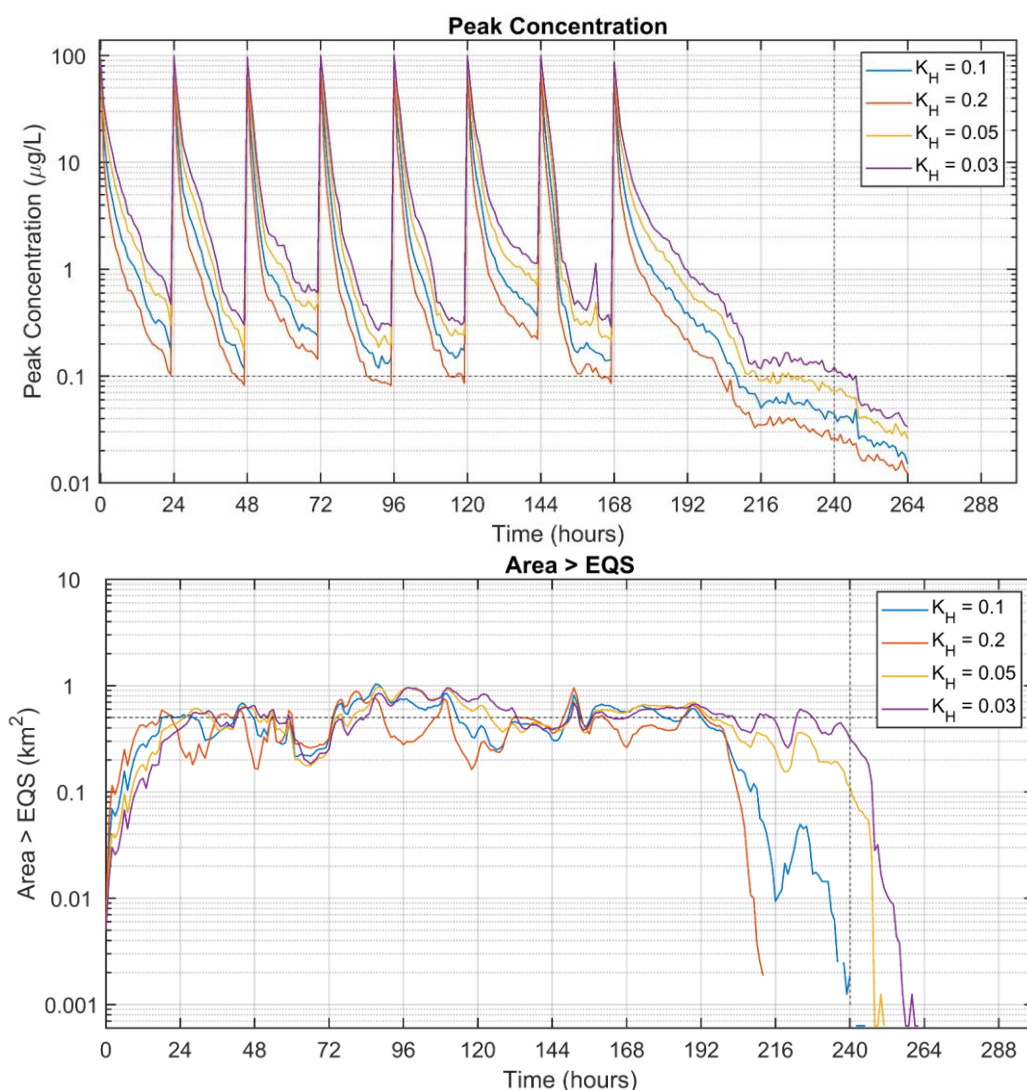 Peak Concentration
100
10
1
0.1
0.01
Peak Concentration (μg/L)
K_H = 0.1
K_H = 0.2
K_H = 0.05
K_H = 0.03
0 24 48 72 96 120 144 168 192 216 240 264 288
Time (hours)
Area > EQS
10
1
0.1
0.01
0.001
Area > EQS (km²)
K_H = 0.1
K_H = 0.2
K_H = 0.05
K_H = 0.03
0 24 48 72 96 120 144 168 192 216 240 264 288
Time (hours)